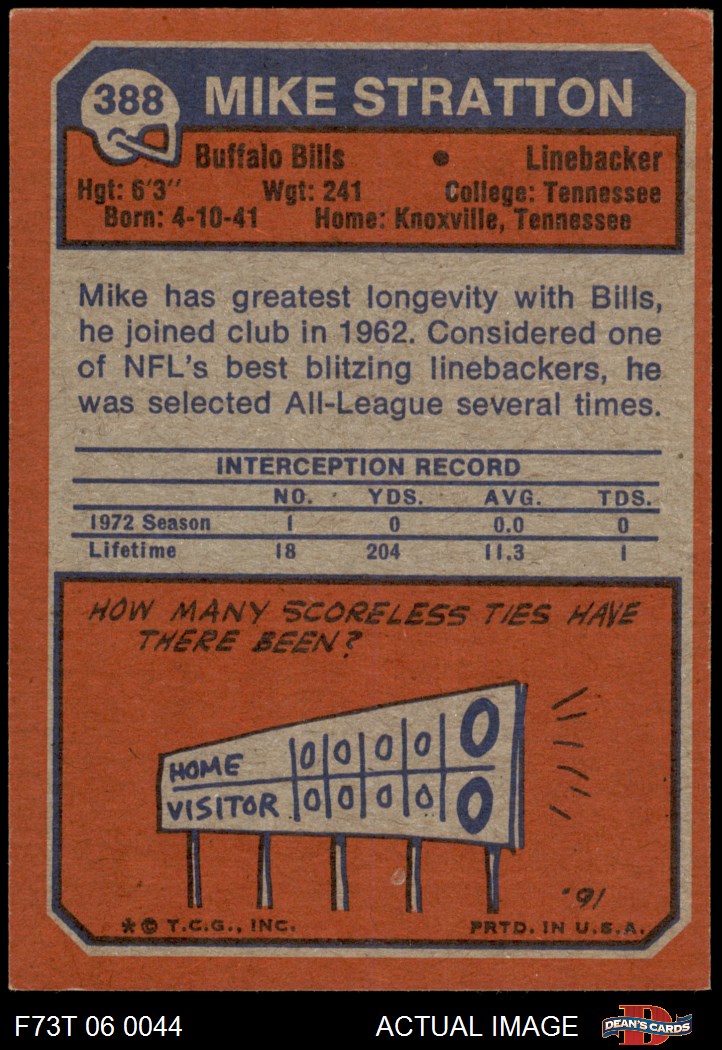 388 MIKE STRATTON
Buffalo Bills • Linebacker
Hgt: 6'3" Wgt: 241 College: Tennessee
Born: 4-10-41 Home: Knoxville, Tennessee
Mike has greatest longevity with Bills,
he joined club in 1962. Considered one
of NFL's best blitzing linebackers, he
was selected All-League several times.
INTERCEPTION RECORD
NO. YDS. AVG. TDS.
1972 Season 1 0 0.0 0
Lifetime 18 204 11.3 1
HOW MANY SCORELESS TIES HAVE
THERE BEEN?
HOME 0 0 0 0 0
VISITOR 0 0 0 0 0
'91
* © T.C.G., INC. PRTD. IN U.S.A.
F73T 06 0044 ACTUAL IMAGE D DEAN'S CARDS